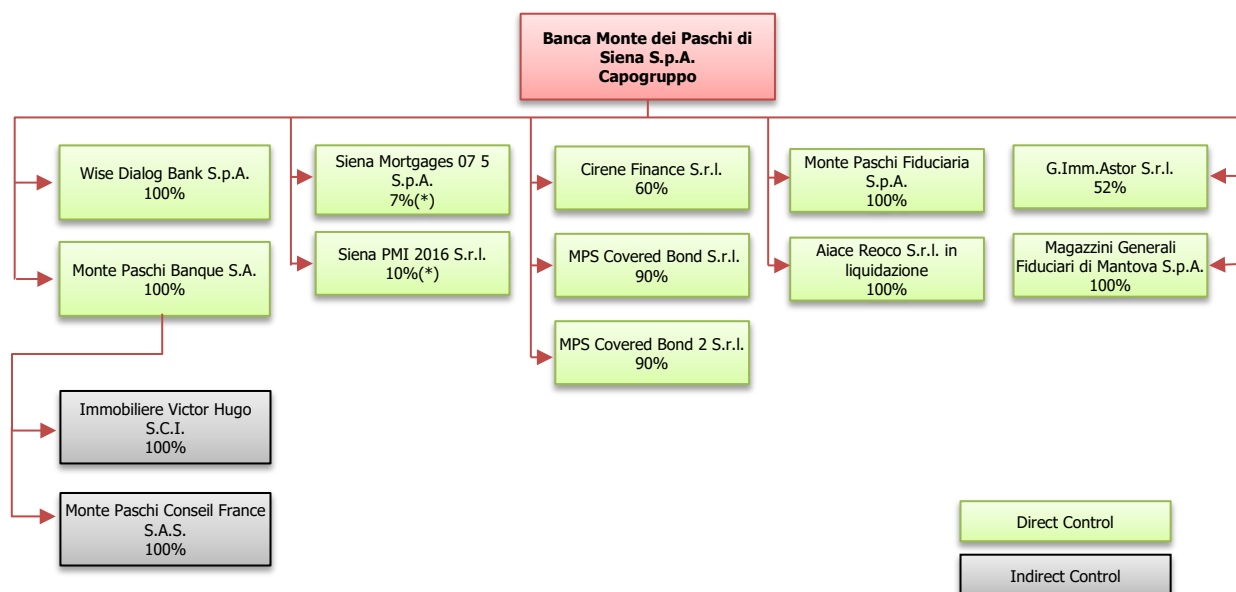 Banca Monte dei Paschi di
Siena S.p.A.
Capogruppo
Wise Dialog Bank S.p.A.
100%
Monte Paschi Banque S.A.
100%
Immobiliere Victor Hugo
S.C.I.
100%
Monte Paschi Conseil France
S.A.S.
100%
Siena Mortgages 07 5
S.p.A.
7%(*)
Siena PMI 2016 S.r.l.
10%(*)
Cirene Finance S.r.l.
60%
MPS Covered Bond S.r.l.
90%
MPS Covered Bond 2 S.r.l.
90%
Monte Paschi Fiduciaria
S.p.A.
100%
Aiace Reoco S.r.l. in
liquidazione
100%
G.Imm.Astor S.r.l.
52%
Magazzini Generali
Fiduciari di Mantova S.p.A.
100%
Direct Control
Indirect Control